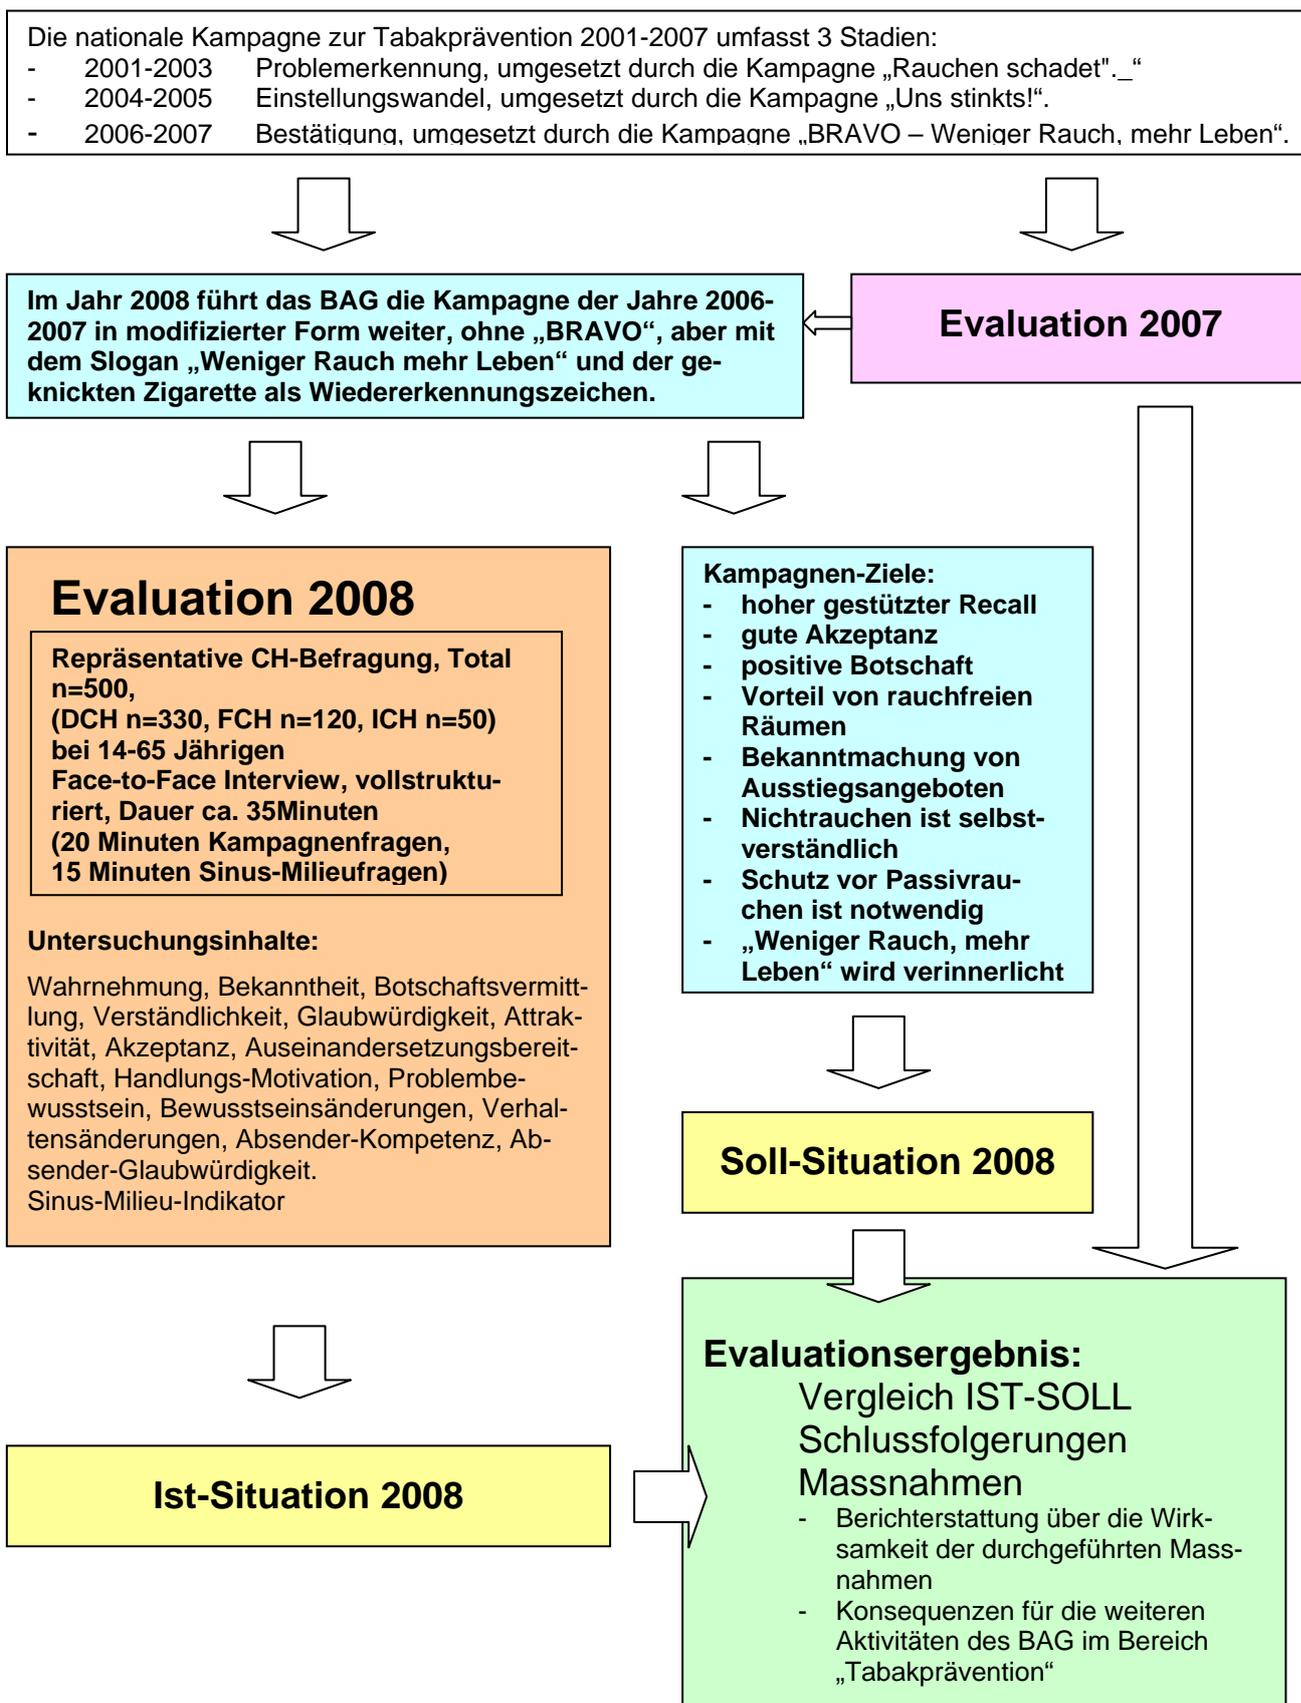 Die nationale Kampagne zur Tabakprävention 2001-2007 umfasst 3 Stadien:
- 2001-2003 Problemerkennung, umgesetzt durch die Kampagne „Rauchen schadet"._“
- 2004-2005 Einstellungswandel, umgesetzt durch die Kampagne „Uns stinkts!“.
- 2006-2007 Bestätigung, umgesetzt durch die Kampagne „BRAVO – Weniger Rauch, mehr Leben“.
Im Jahr 2008 führt das BAG die Kampagne der Jahre 2006-
2007 in modifizierter Form weiter, ohne „BRAVO“, aber mit
dem Slogan „Weniger Rauch mehr Leben“ und der ge-
knickten Zigarette als Wiedererkennungszeichen.
Evaluation 2007
Evaluation 2008
Repräsentative CH-Befragung, Total
n=500,
(DCH n=330, FCH n=120, ICH n=50)
bei 14-65 Jährigen
Face-to-Face Interview, vollstruktu-
riert, Dauer ca. 35Minuten
(20 Minuten Kampagnenfragen,
15 Minuten Sinus-Milieufragen)
Untersuchungsinhalte:
Wahrnehmung, Bekanntheit, Botschaftsvermitt-
lung, Verständlichkeit, Glaubwürdigkeit, Attrak-
tivität, Akzeptanz, Auseinandersetzungsbereit-
schaft, Handlungs-Motivation, Problembe-
wusstsein, Bewusstseinsänderungen, Verhal-
tensänderungen, Absender-Kompetenz, Ab-
sender-Glaubwürdigkeit.
Sinus-Milieu-Indikator
Kampagnen-Ziele:
- hoher gestützter Recall
- gute Akzeptanz
- positive Botschaft
- Vorteil von rauchfreien
Räumen
- Bekanntmachung von
Ausstiegsangeboten
- Nichtrauchen ist selbst-
verständlich
- Schutz vor Passivrau-
chen ist notwendig
- „Weniger Rauch, mehr
Leben“ wird verinnerlicht
Soll-Situation 2008
Ist-Situation 2008
Evaluationsergebnis:
Vergleich IST-SOLL
Schlussfolgerungen
Massnahmen
- Berichterstattung über die Wirk-
samkeit der durchgeführten Mass-
nahmen
- Konsequenzen für die weiteren
Aktivitäten des BAG im Bereich
„Tabakprävention“